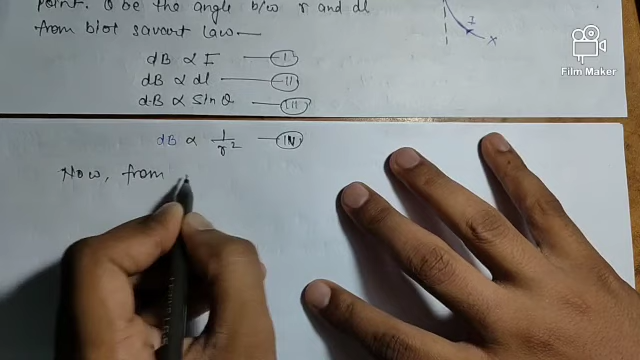 point. θ be the angle b/w r and dl
from biot savart law—
dB ∝ I — I
dB ∝ dl — II
dB ∝ sin θ — III
dB ∝ 1/r² — IV
Now, from
I
X
Film Maker